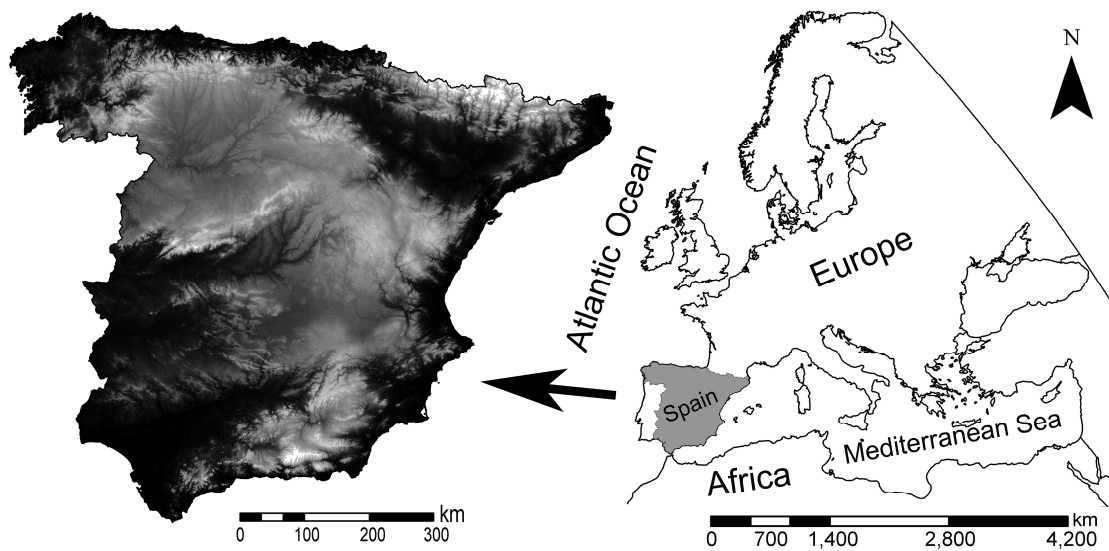 N
Atlantic Ocean
Europe
Spain
Mediterranean Sea
Africa
km
0 100 200 300
km
0 700 1,400 2,800 4,200